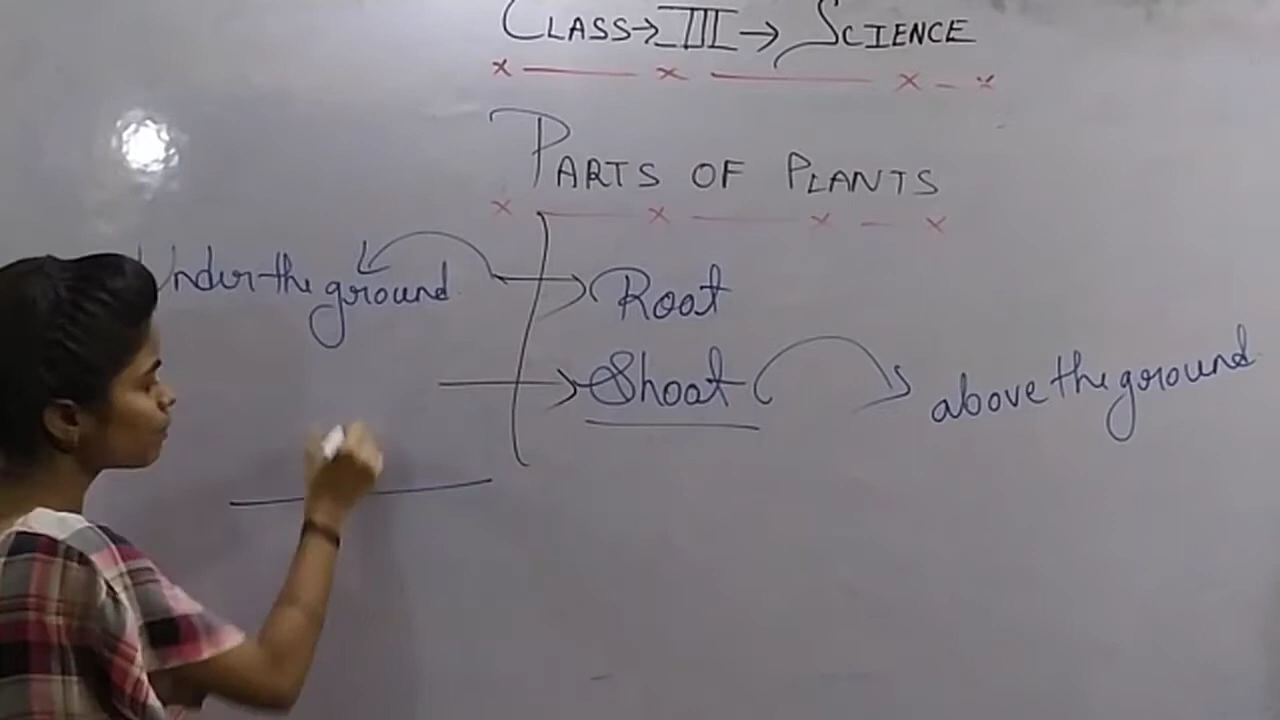 CLASS→III→SCIENCE
PARTS OF PLANTS
Under the ground → Root
→ Shoot above the ground